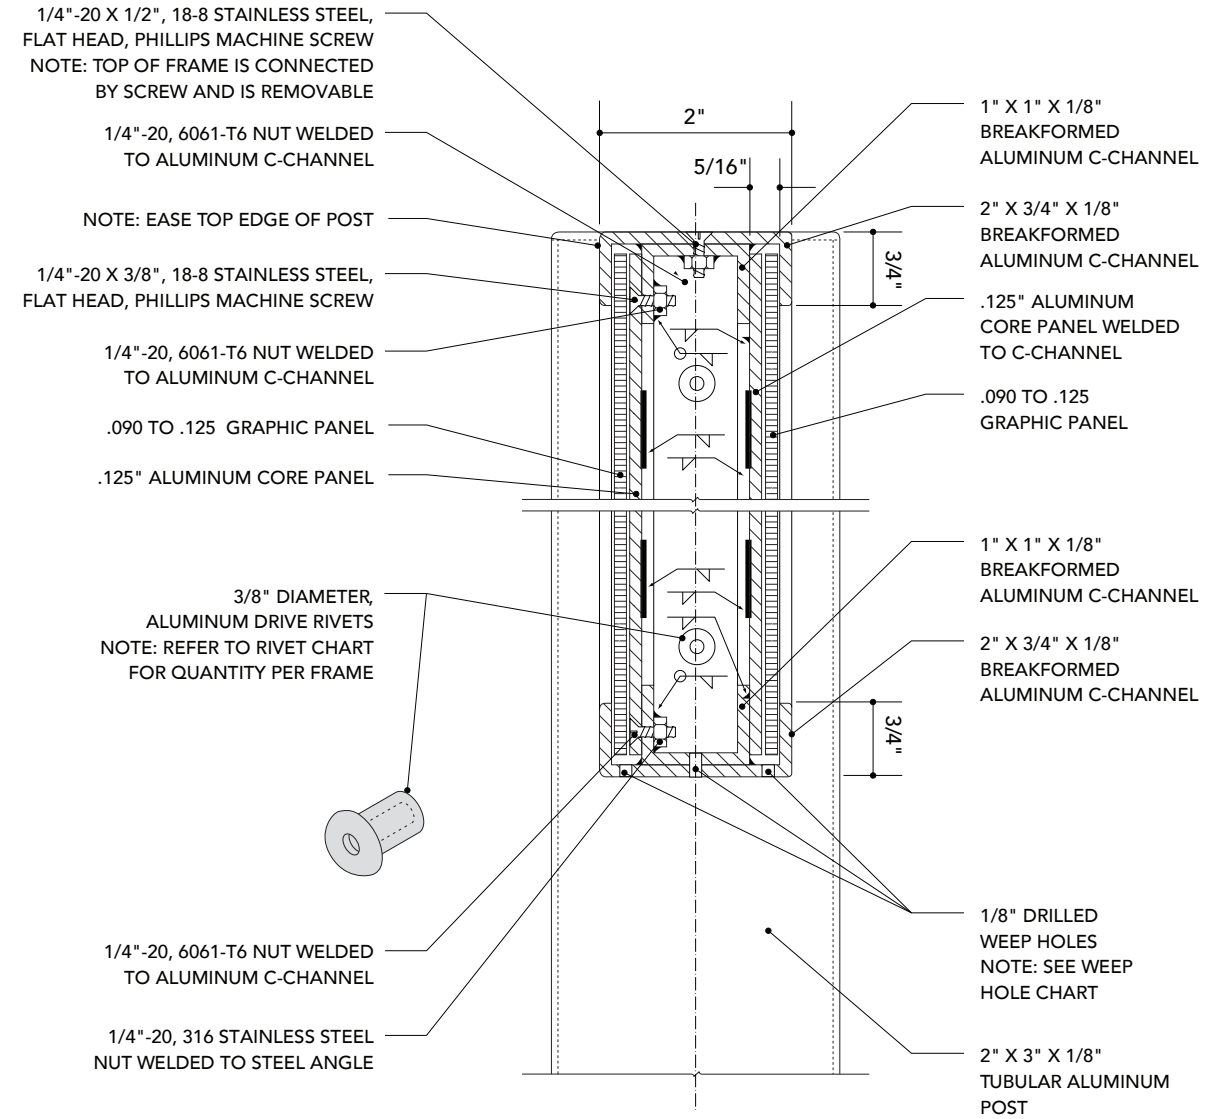 1/4"-20 X 1/2", 18-8 STAINLESS STEEL,
FLAT HEAD, PHILLIPS MACHINE SCREW
NOTE: TOP OF FRAME IS CONNECTED
BY SCREW AND IS REMOVABLE
1/4"-20, 6061-T6 NUT WELDED
TO ALUMINUM C-CHANNEL
NOTE: EASE TOP EDGE OF POST
1/4"-20 X 3/8", 18-8 STAINLESS STEEL,
FLAT HEAD, PHILLIPS MACHINE SCREW
1/4"-20, 6061-T6 NUT WELDED
TO ALUMINUM C-CHANNEL
.090 TO .125 GRAPHIC PANEL
.125" ALUMINUM CORE PANEL
3/8" DIAMETER,
ALUMINUM DRIVE RIVETS
NOTE: REFER TO RIVET CHART
FOR QUANTITY PER FRAME
1/4"-20, 6061-T6 NUT WELDED
TO ALUMINUM C-CHANNEL
1/4"-20, 316 STAINLESS STEEL
NUT WELDED TO STEEL ANGLE
2"
5/16"
3/4"
3/4"
1" X 1" X 1/8"
BREAKFORMED
ALUMINUM C-CHANNEL
2" X 3/4" X 1/8"
BREAKFORMED
ALUMINUM C-CHANNEL
.125" ALUMINUM
CORE PANEL WELDED
TO C-CHANNEL
.090 TO .125
GRAPHIC PANEL
1" X 1" X 1/8"
BREAKFORMED
ALUMINUM C-CHANNEL
2" X 3/4" X 1/8"
BREAKFORMED
ALUMINUM C-CHANNEL
1/8" DRILLED
WEEP HOLES
NOTE: SEE WEEP
HOLE CHART
2" X 3" X 1/8"
TUBULAR ALUMINUM
POST